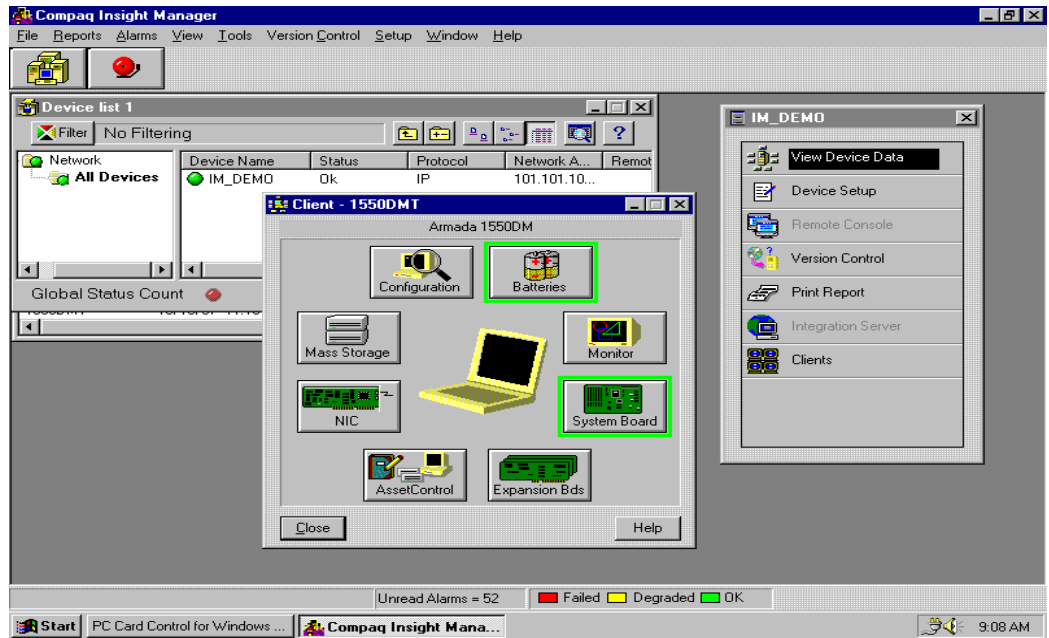 Compaq Insight Manager
File Reports Alarms View Tools Version Control Setup Window Help
Device list 1
Filter No Filtering
Network
All Devices
Device Name Status Protocol Network A... Remot
IM_DEMO Ok IP 101.101.10...
Global Status Count
Client - 1550DMT
Armada 1550DM
Configuration
Batteries
Mass Storage
Monitor
NIC
System Board
AssetControl
Expansion Bds
Close
Help
IM_DEMO
View Device Data
Device Setup
Remote Console
Version Control
Print Report
Integration Server
Clients
Unread Alarms = 52 Failed Degraded OK
Start PC Card Control for Windows ... Compaq Insight Mana... 9:08 AM